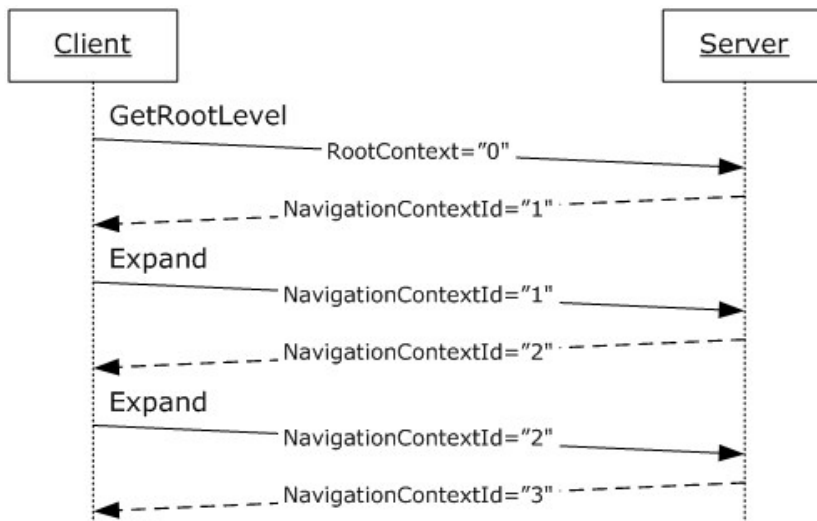 Client
Server
GetRootLevel
RootContext=”0"
NavigationContextId=”1"
Expand
NavigationContextId=”1"
NavigationContextId=”2"
Expand
NavigationContextId=”2"
NavigationContextId=”3"